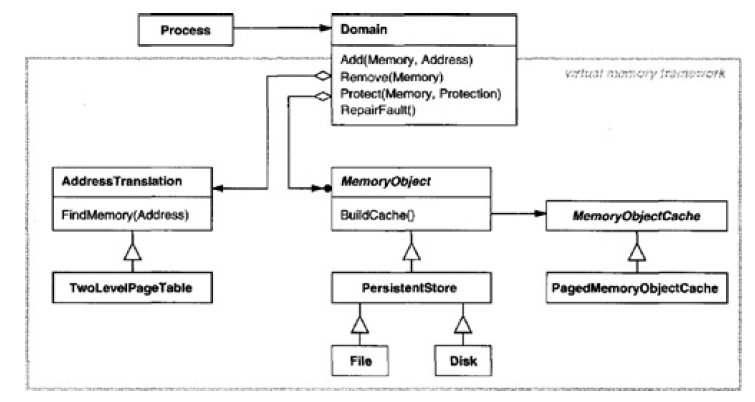 Process
Domain
Add(Memory, Address)
Remove(Memory)
Protect(Memory, Protection)
RepairFault()
virtual memory framework
AddressTranslation
FindMemory(Address)
MemoryObject
BuildCache()
MemoryObjectCache
TwoLevelPageTable
PersistentStore
PagedMemoryObjectCache
File
Disk